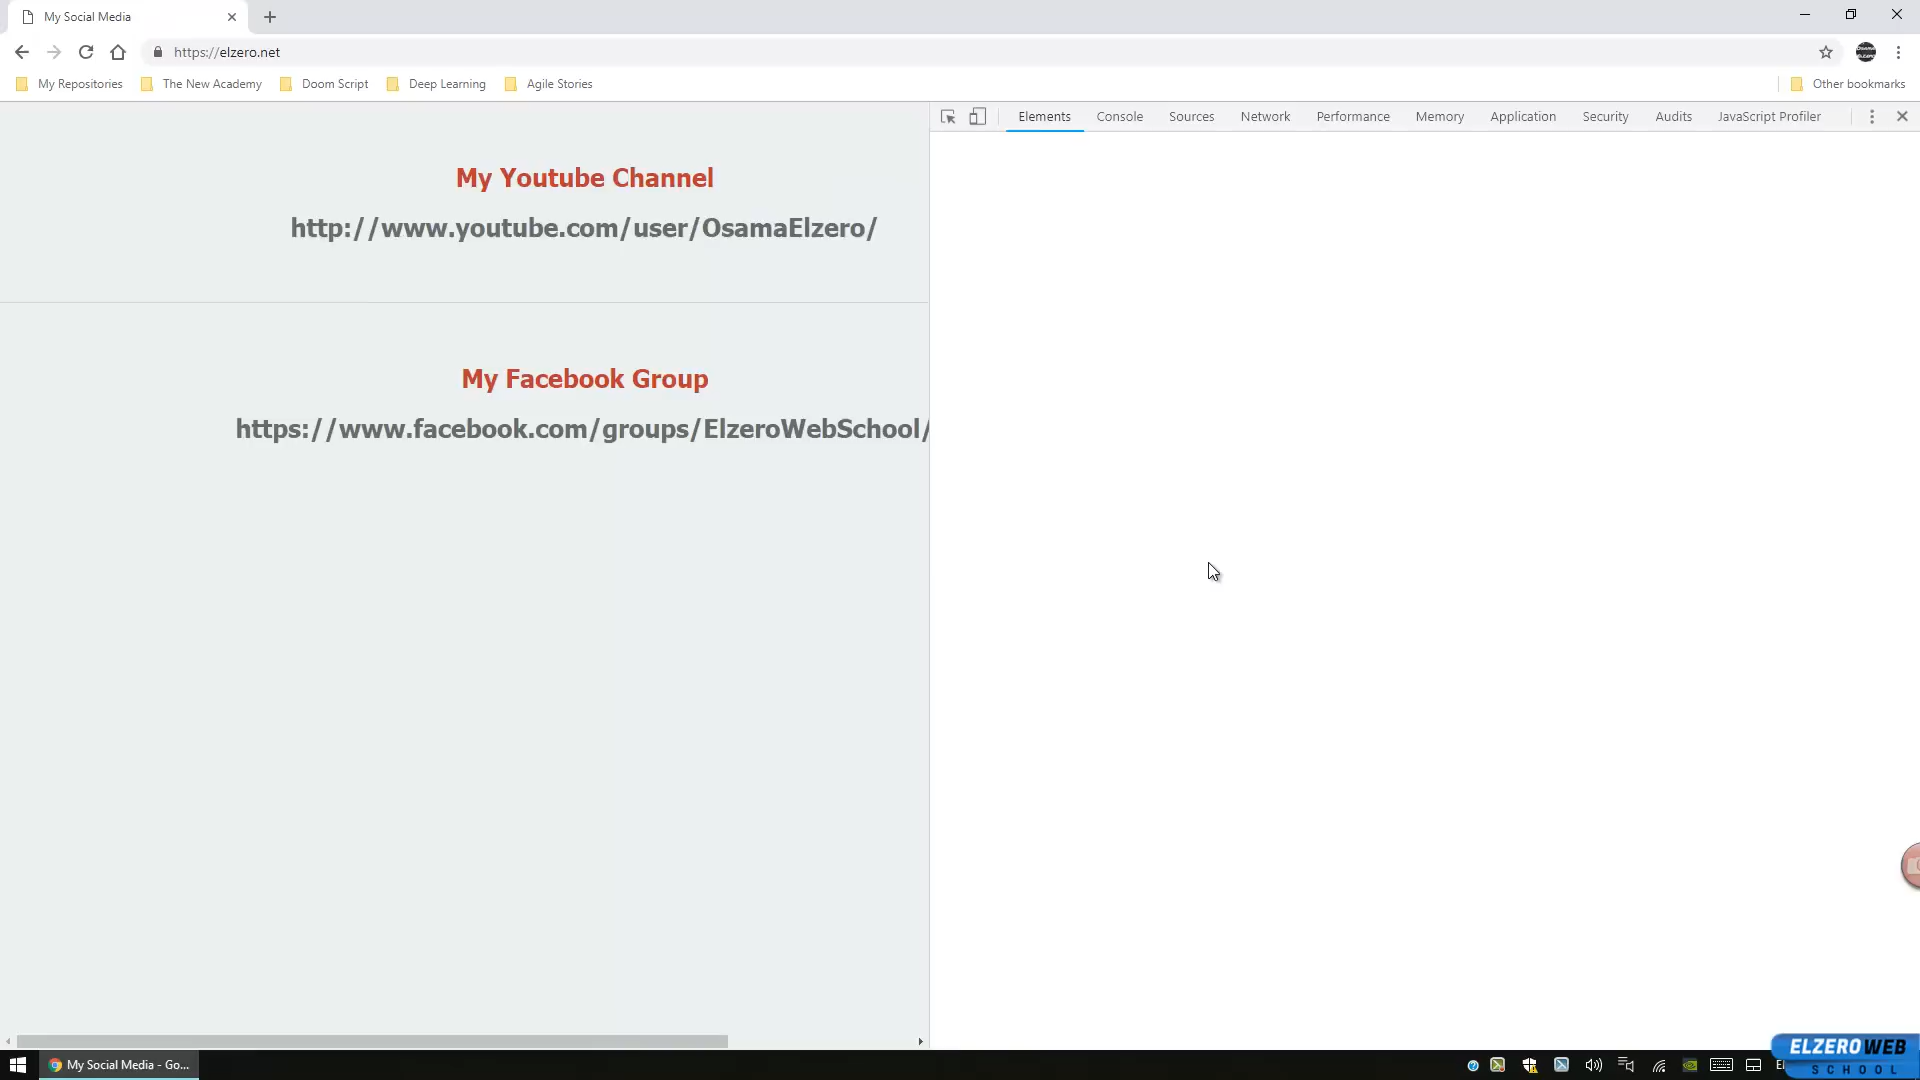 My Social Media
https://elzero.net
My Repositories
The New Academy
Doom Script
Deep Learning
Agile Stories
Other bookmarks
Elements
Console
Sources
Network
Performance
Memory
Application
Security
Audits
JavaScript Profiler
My Youtube Channel
http://www.youtube.com/user/OsamaElzero/
My Facebook Group
https://www.facebook.com/groups/ElzeroWebSchool/
My Social Media - Go...
ELZERO WEB
SCHOOL